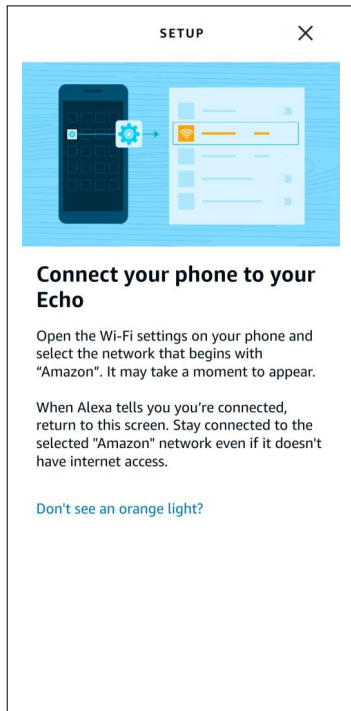 SETUP
Connect your phone to your
Echo
Open the Wi-Fi settings on your phone and
select the network that begins with
“Amazon”. It may take a moment to appear.
When Alexa tells you you’re connected,
return to this screen. Stay connected to the
selected "Amazon" network even if it doesn't
have internet access.
Don't see an orange light?